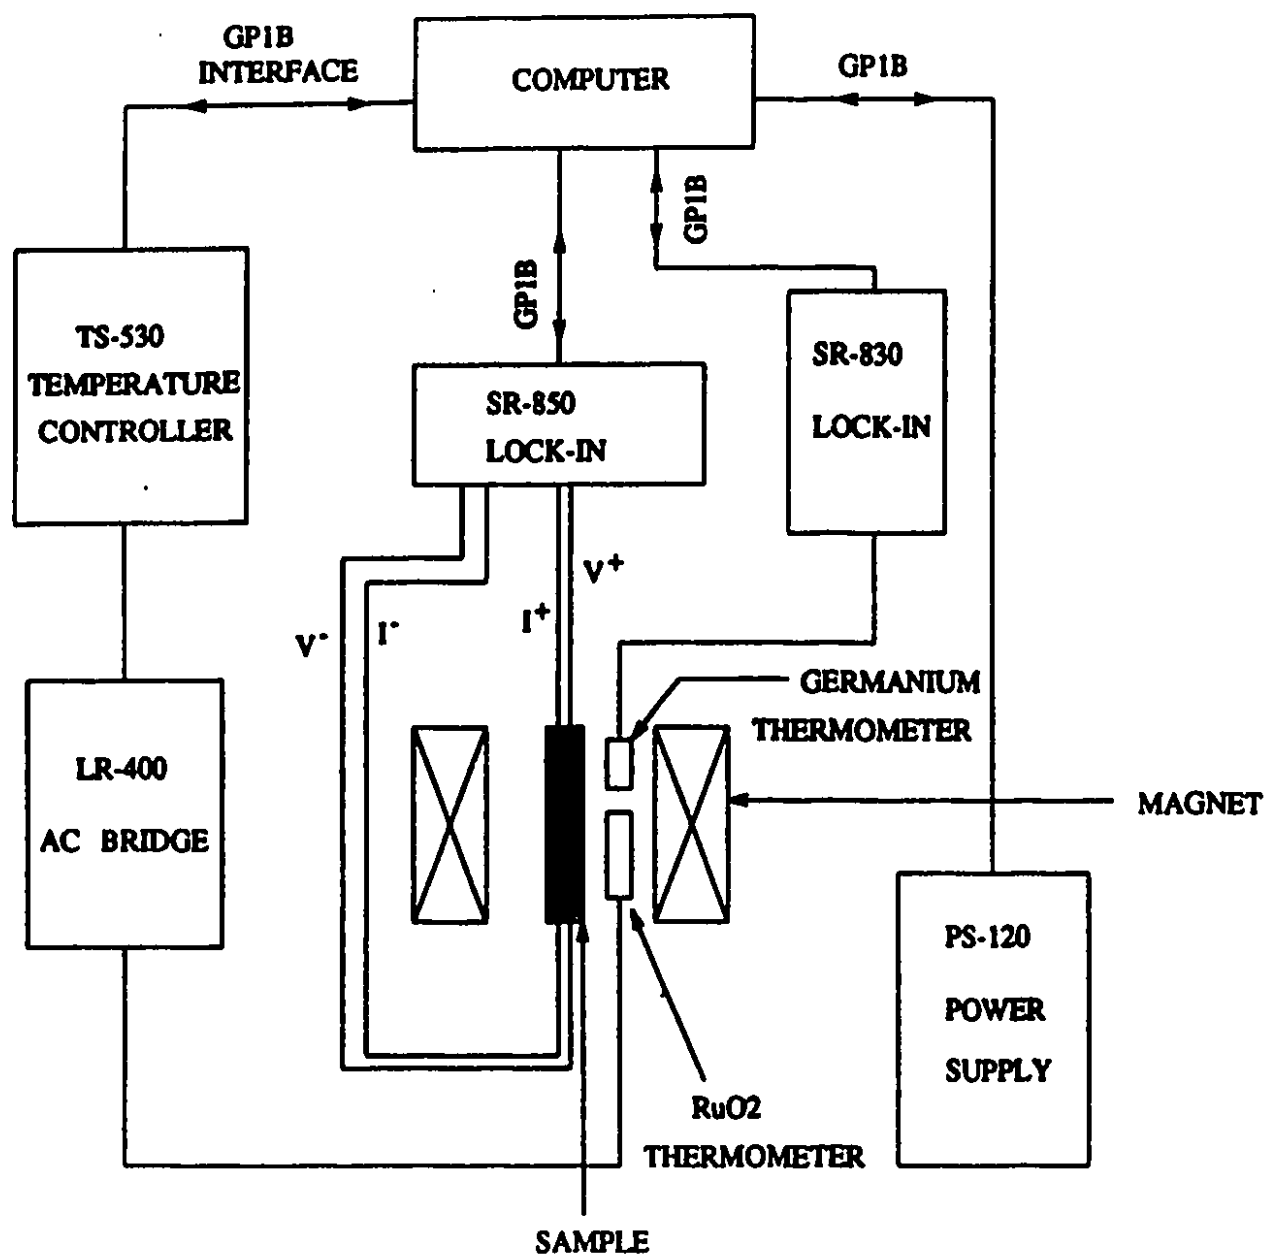 GP1B
INTERFACE
COMPUTER
GP1B
GP1B
GP1B
TS-530
TEMPERATURE
CONTROLLER
SR-850
LOCK-IN
SR-830
LOCK-IN
V+
I+
V-
I-
GERMANIUM
THERMOMETER
LR-400
AC BRIDGE
MAGNET
PS-120
POWER
SUPPLY
RuO2
THERMOMETER
SAMPLE